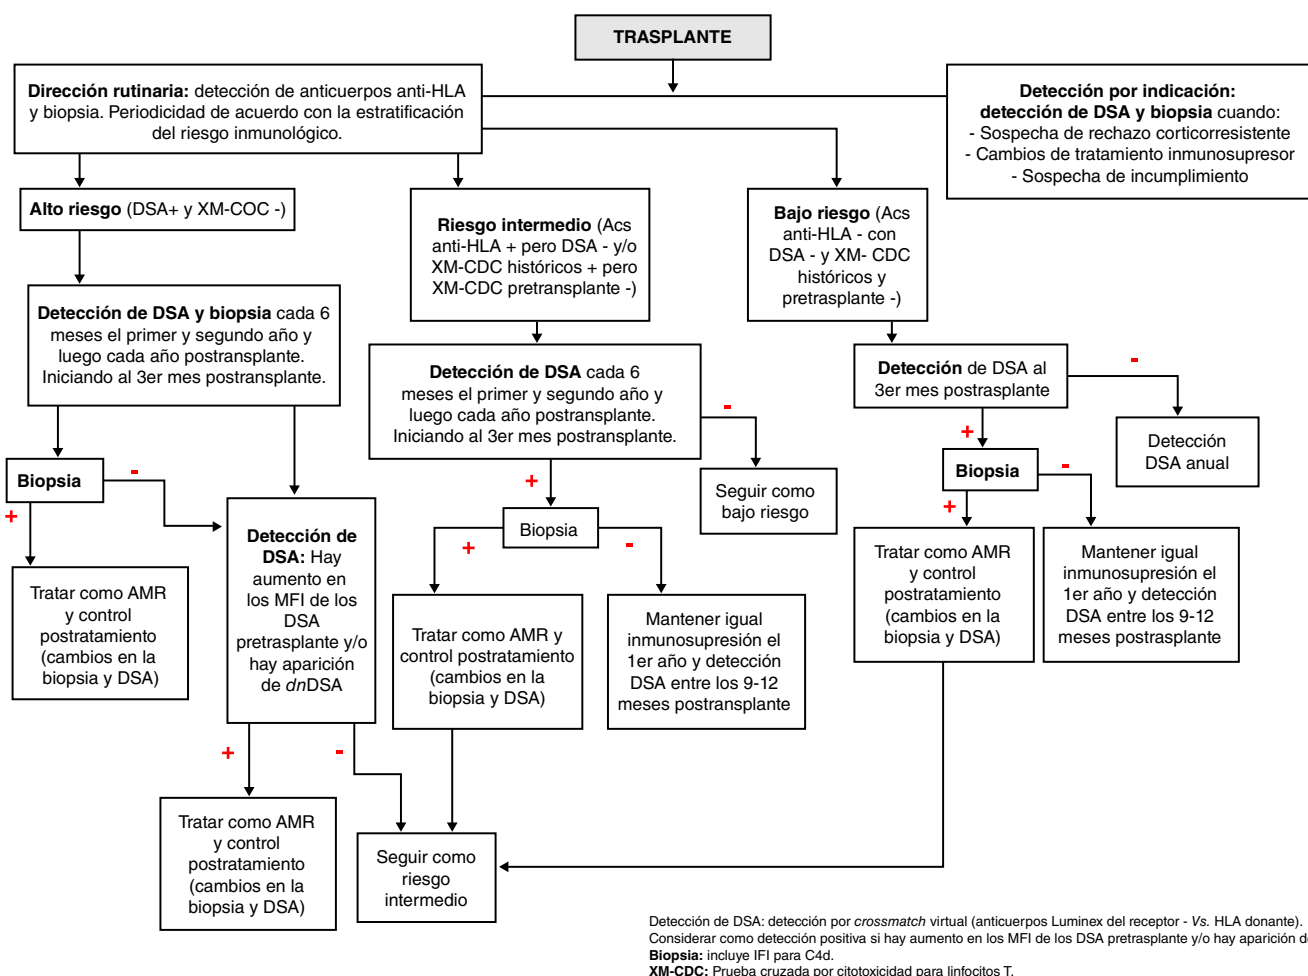 TRASPLANTE
Dirección rutinaria: detección de anticuerpos anti-HLA
y biopsia. Periodicidad de acuerdo con la estratificación
del riesgo inmunológico.
Detección por indicación:
detección de DSA y biopsia cuando:
- Sospecha de rechazo corticorresistente
- Cambios de tratamiento inmunosupresor
- Sospecha de incumplimiento
Alto riesgo (DSA+ y XM-COC -)
Riesgo intermedio (Acs
anti-HLA + pero DSA - y/o
XM-CDC históricos + pero
XM-CDC pretransplante -)
Bajo riesgo (Acs
anti-HLA - con
DSA - y XM- CDC
históricos y
pretrasplante -)
Detección de DSA y biopsia cada 6
meses el primer y segundo año y
luego cada año postransplante.
Iniciando al 3er mes postransplante.
Detección de DSA cada 6
meses el primer y segundo año y
luego cada año postransplante.
Iniciando al 3er mes postransplante.
Detección de DSA al
3er mes postrasplante
-
-
+
Detección
DSA anual
Biopsia
-
+
+
Seguir como
bajo riesgo
Biopsia
-
+
Detección de
DSA: Hay
aumento en
los MFI de los
DSA
pretrasplante y/o
hay aparición
de dnDSA
Biopsia
+
-
Tratar como AMR
y control
postratamiento
(cambios en la
biopsia y DSA)
Tratar como AMR y
control postratamiento
(cambios en la
biopsia y DSA)
Mantener igual
inmunosupresión el
1er año y detección
DSA entre los 9-12
meses postransplante
Tratar como AMR
y control
postratamiento
(cambios en la
biopsia y DSA)
Mantener igual
inmunosupresión el
1er año y detección
DSA entre los 9-12
meses postrasplante
+
-
Tratar como AMR
y control
postratamiento
(cambios en la
biopsia y DSA)
Seguir como
riesgo
intermedio
Detección de DSA: detección por crossmatch virtual (anticuerpos Luminex del receptor - Vs. HLA donante).
Considerar como detección positiva si hay aumento en los MFI de los DSA pretrasplante y/o hay aparición de
Biopsia: incluye IFI para C4d.
XM-CDC: Prueba cruzada por citotoxicidad para linfocitos T.